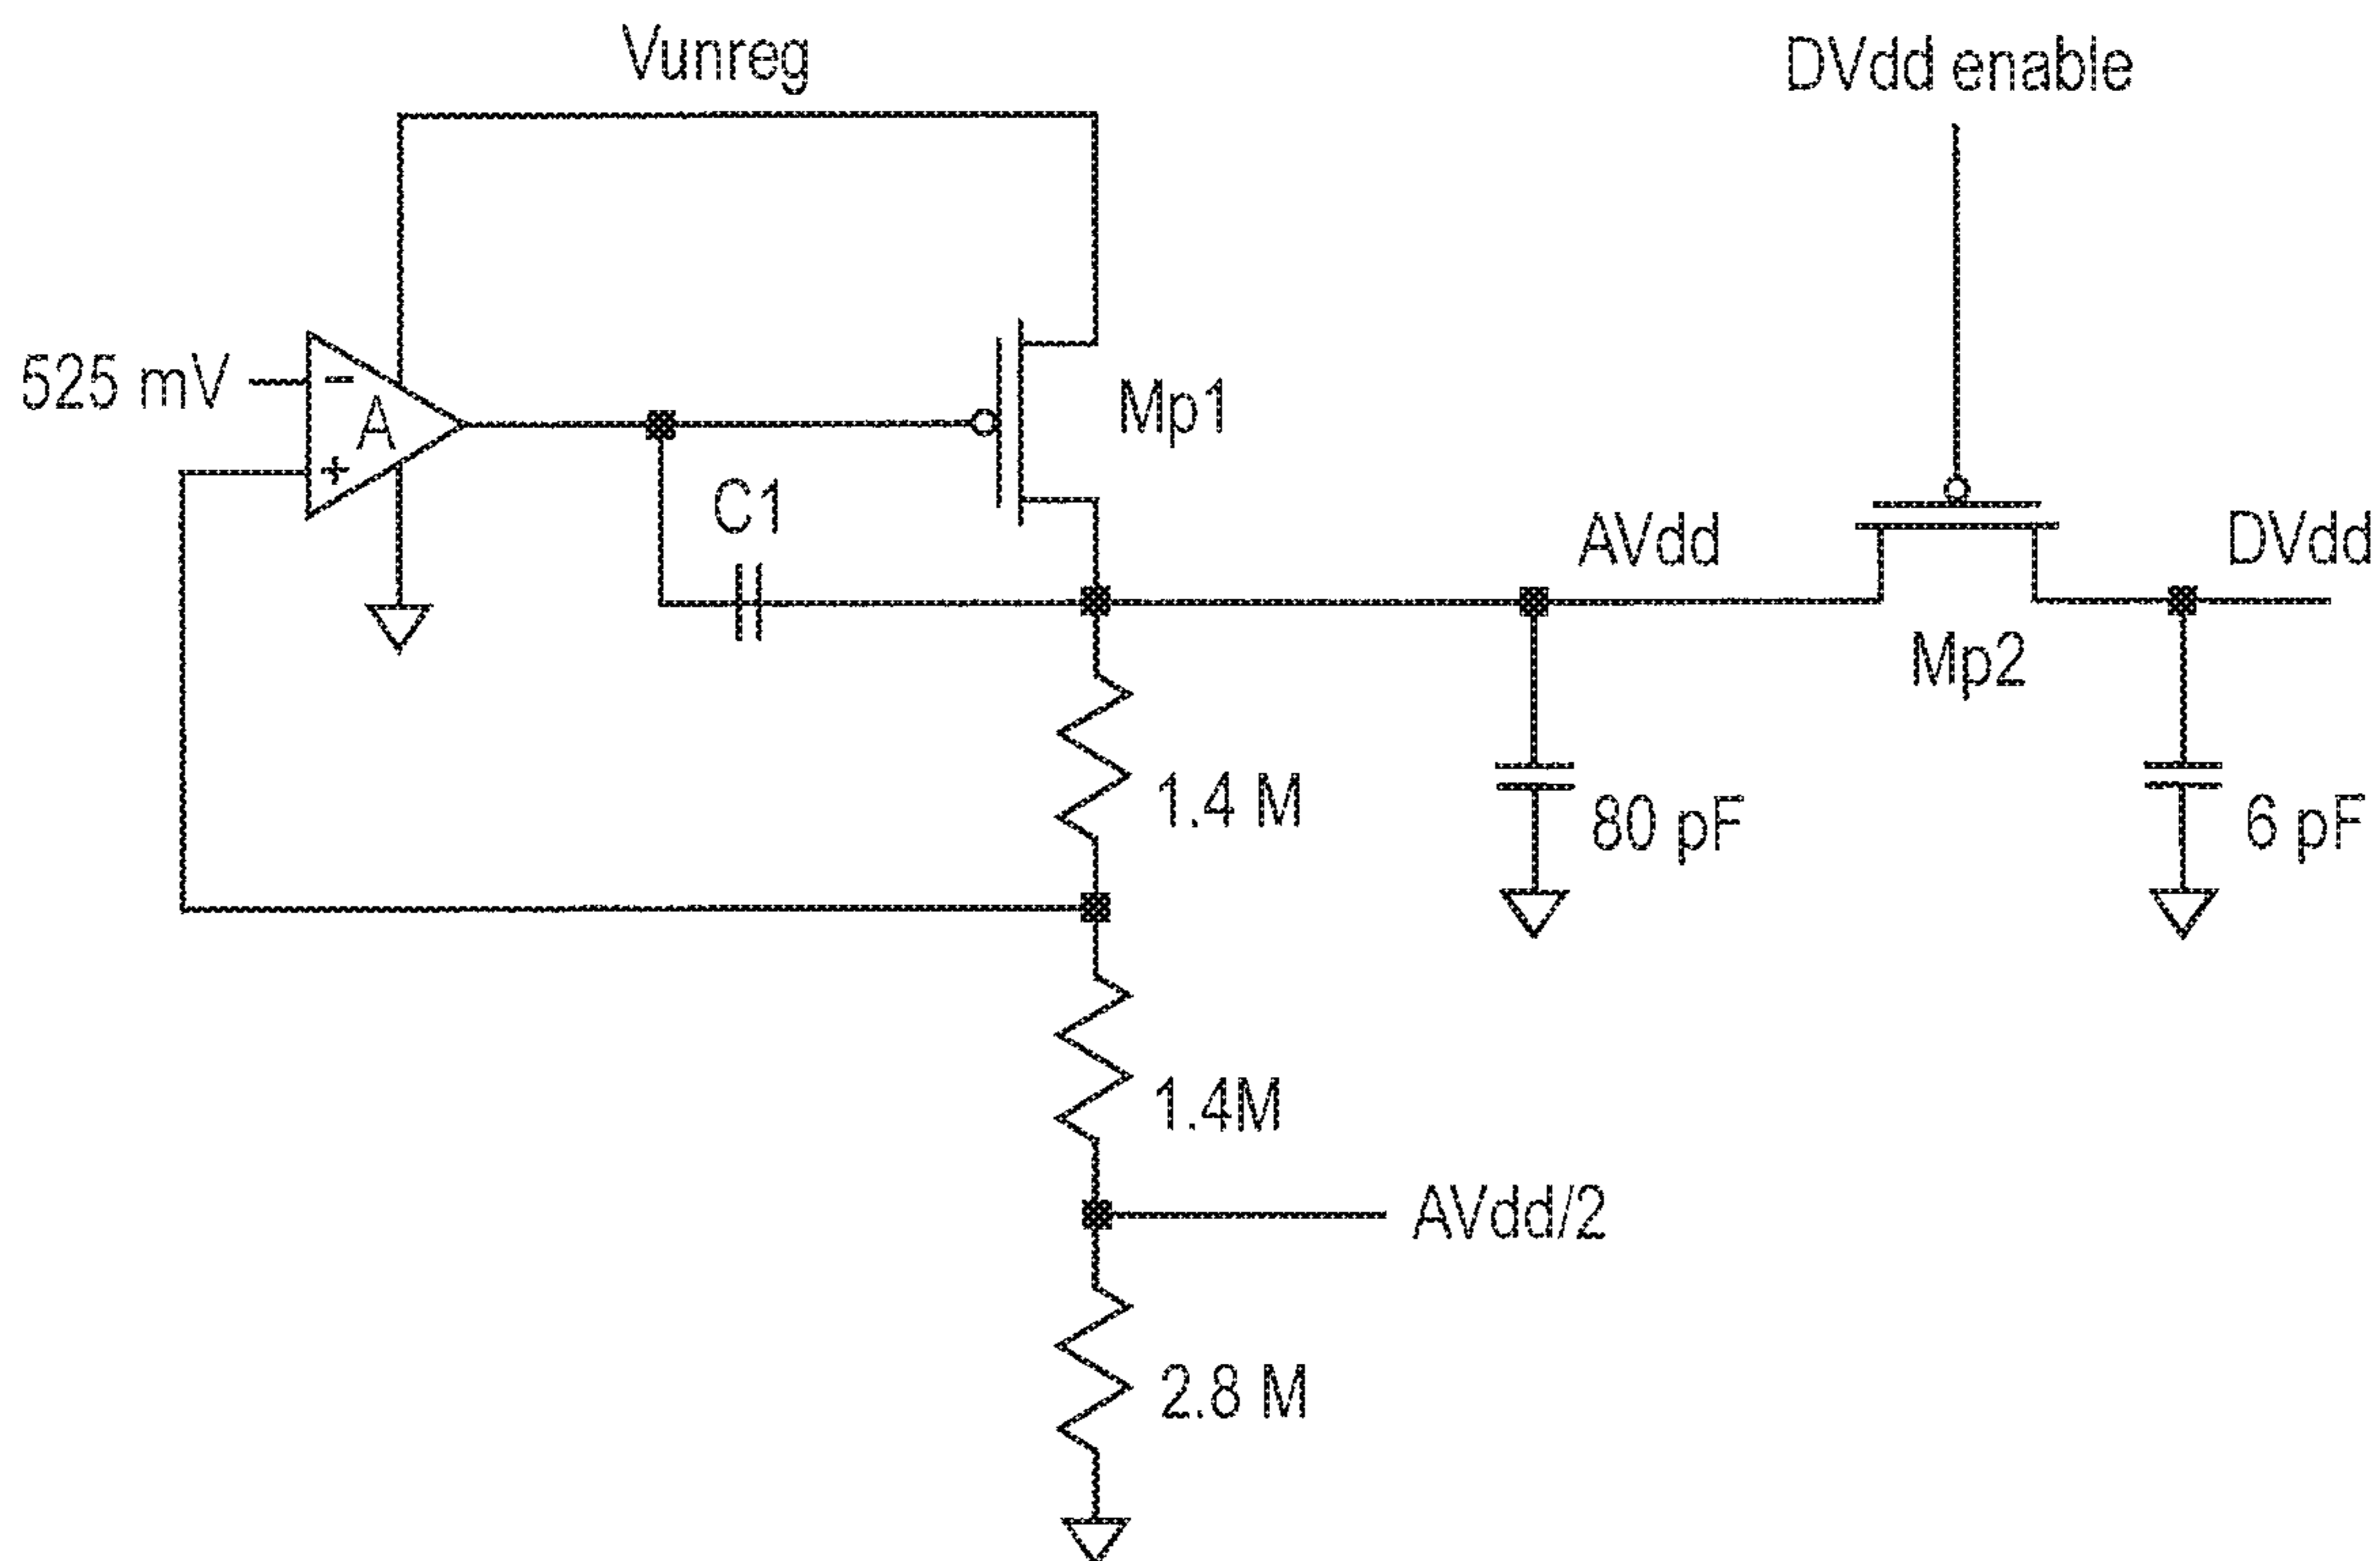 Vunreg
DVdd enable
525 mV
−
A
+
Mp1
C1
AVdd
DVdd
Mp2
1.4 M
80 pF
6 pF
1.4M
AVdd/2
2.8 M